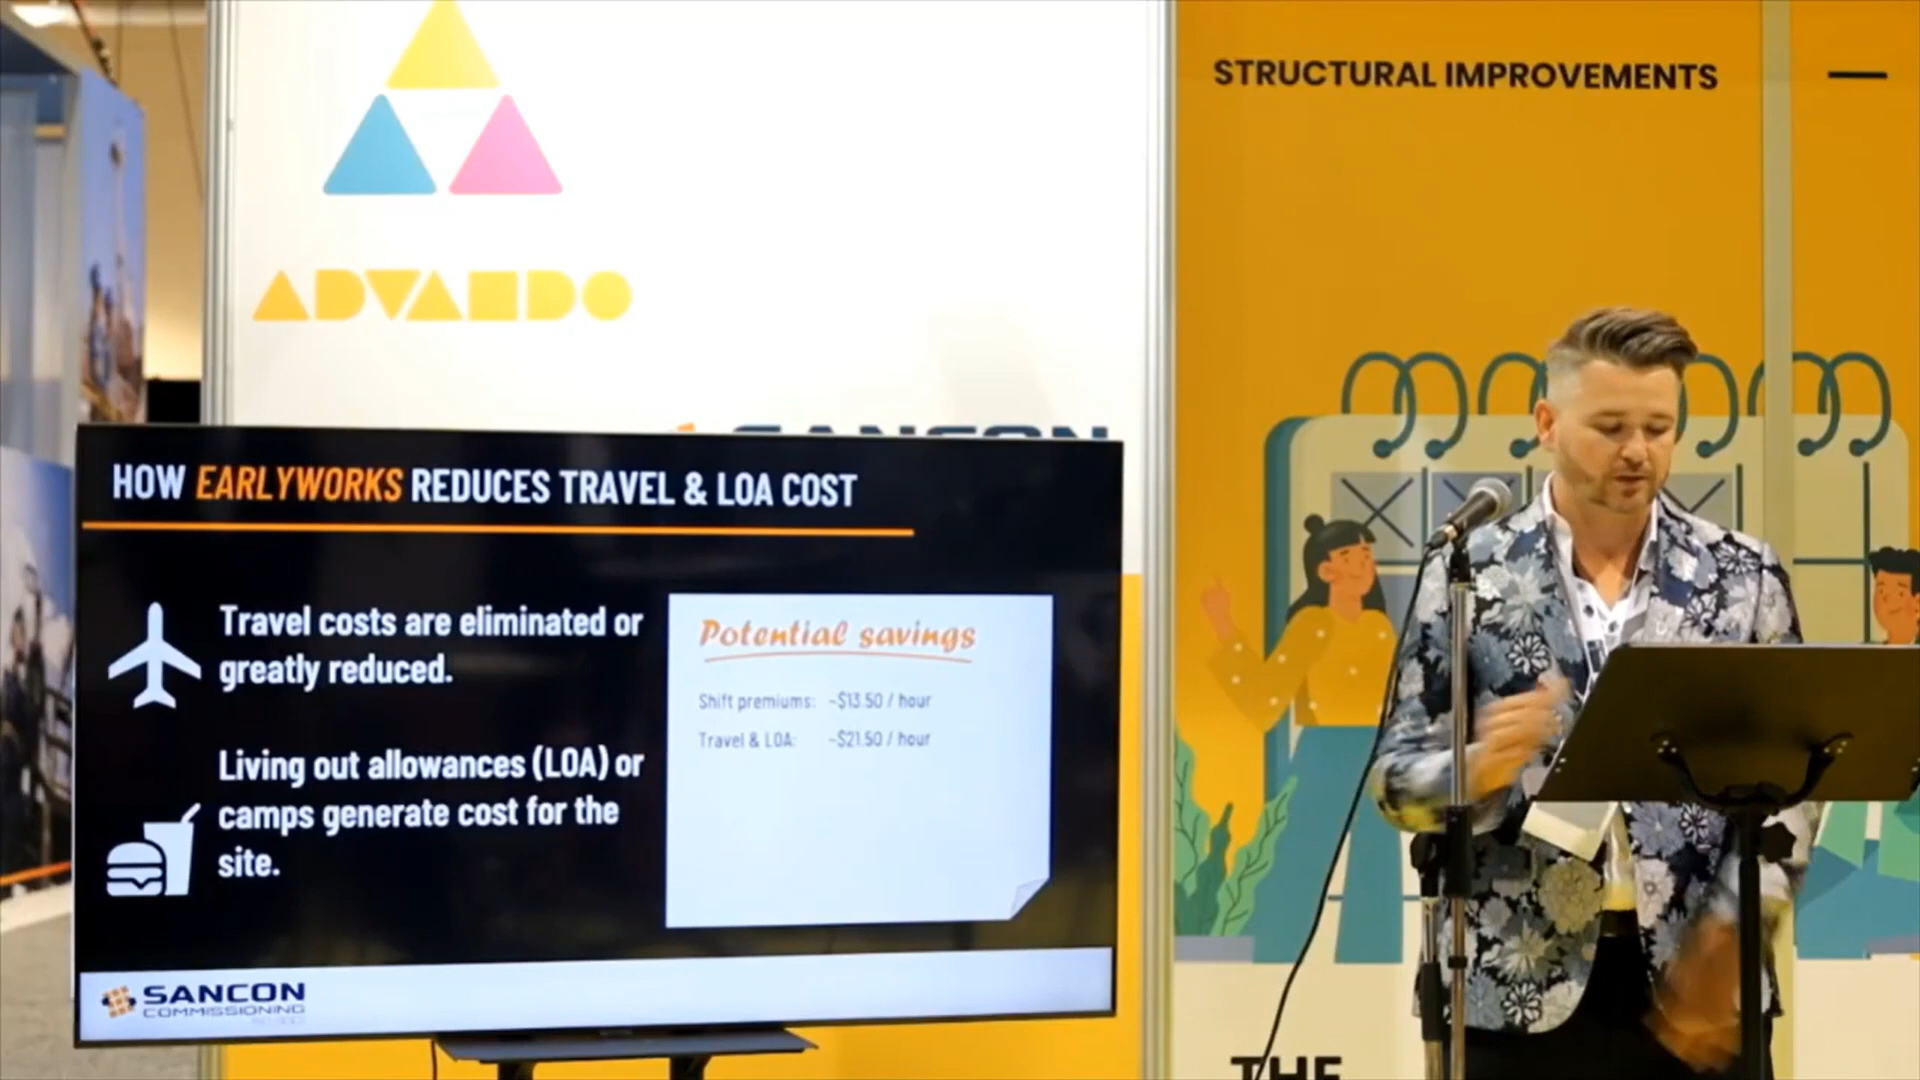 STRUCTURAL IMPROVEMENTS
ADVANDO
SANCON
HOW EARLYWORKS REDUCES TRAVEL & LOA COST
Travel costs are eliminated or
greatly reduced.
Living out allowances (LOA) or
camps generate cost for the
site.
Potential savings
Shift premiums: ~$13.50 / hour
Travel & LOA: ~$21.50 / hour
SANCON
COMMISSIONING
THE